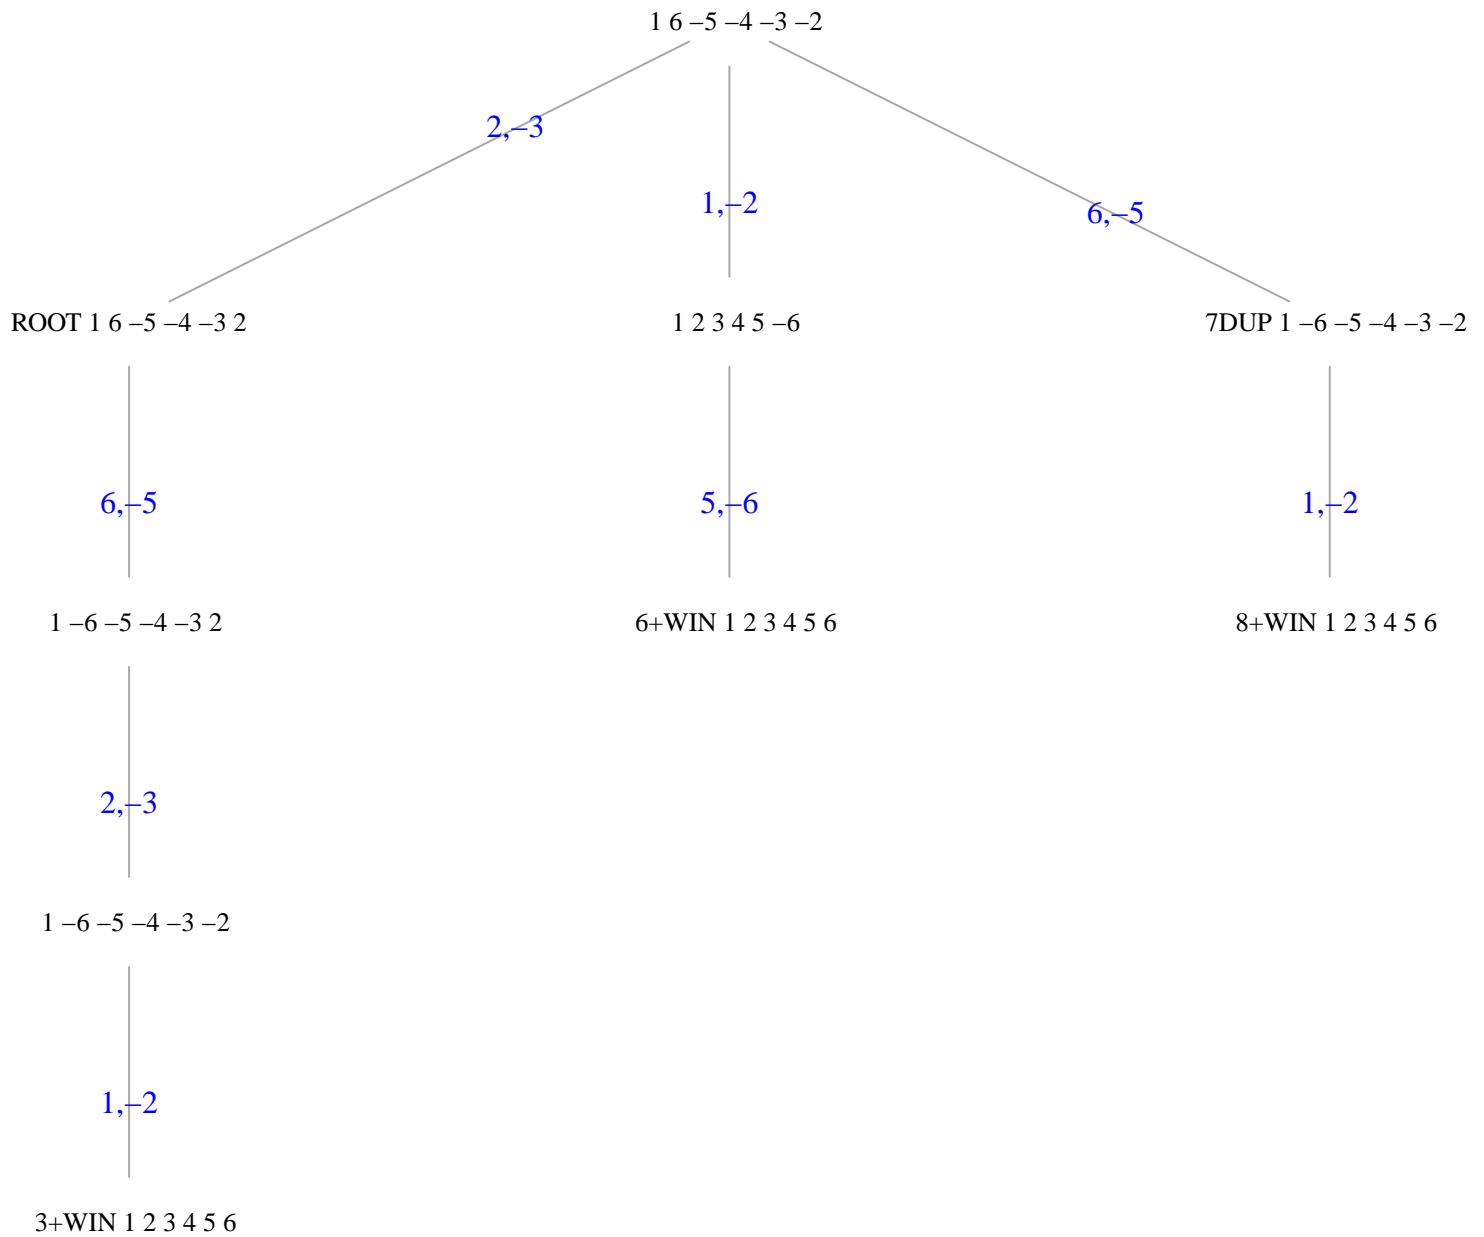 1 6 –5 –4 –3 –2
2,–3
1,–2
6,–5
ROOT 1 6 –5 –4 –3 2
1 2 3 4 5 –6
7DUP 1 –6 –5 –4 –3 –2
6,–5
5,–6
1,–2
1 –6 –5 –4 –3 2
6+WIN 1 2 3 4 5 6
8+WIN 1 2 3 4 5 6
2,–3
1 –6 –5 –4 –3 –2
1,–2
3+WIN 1 2 3 4 5 6